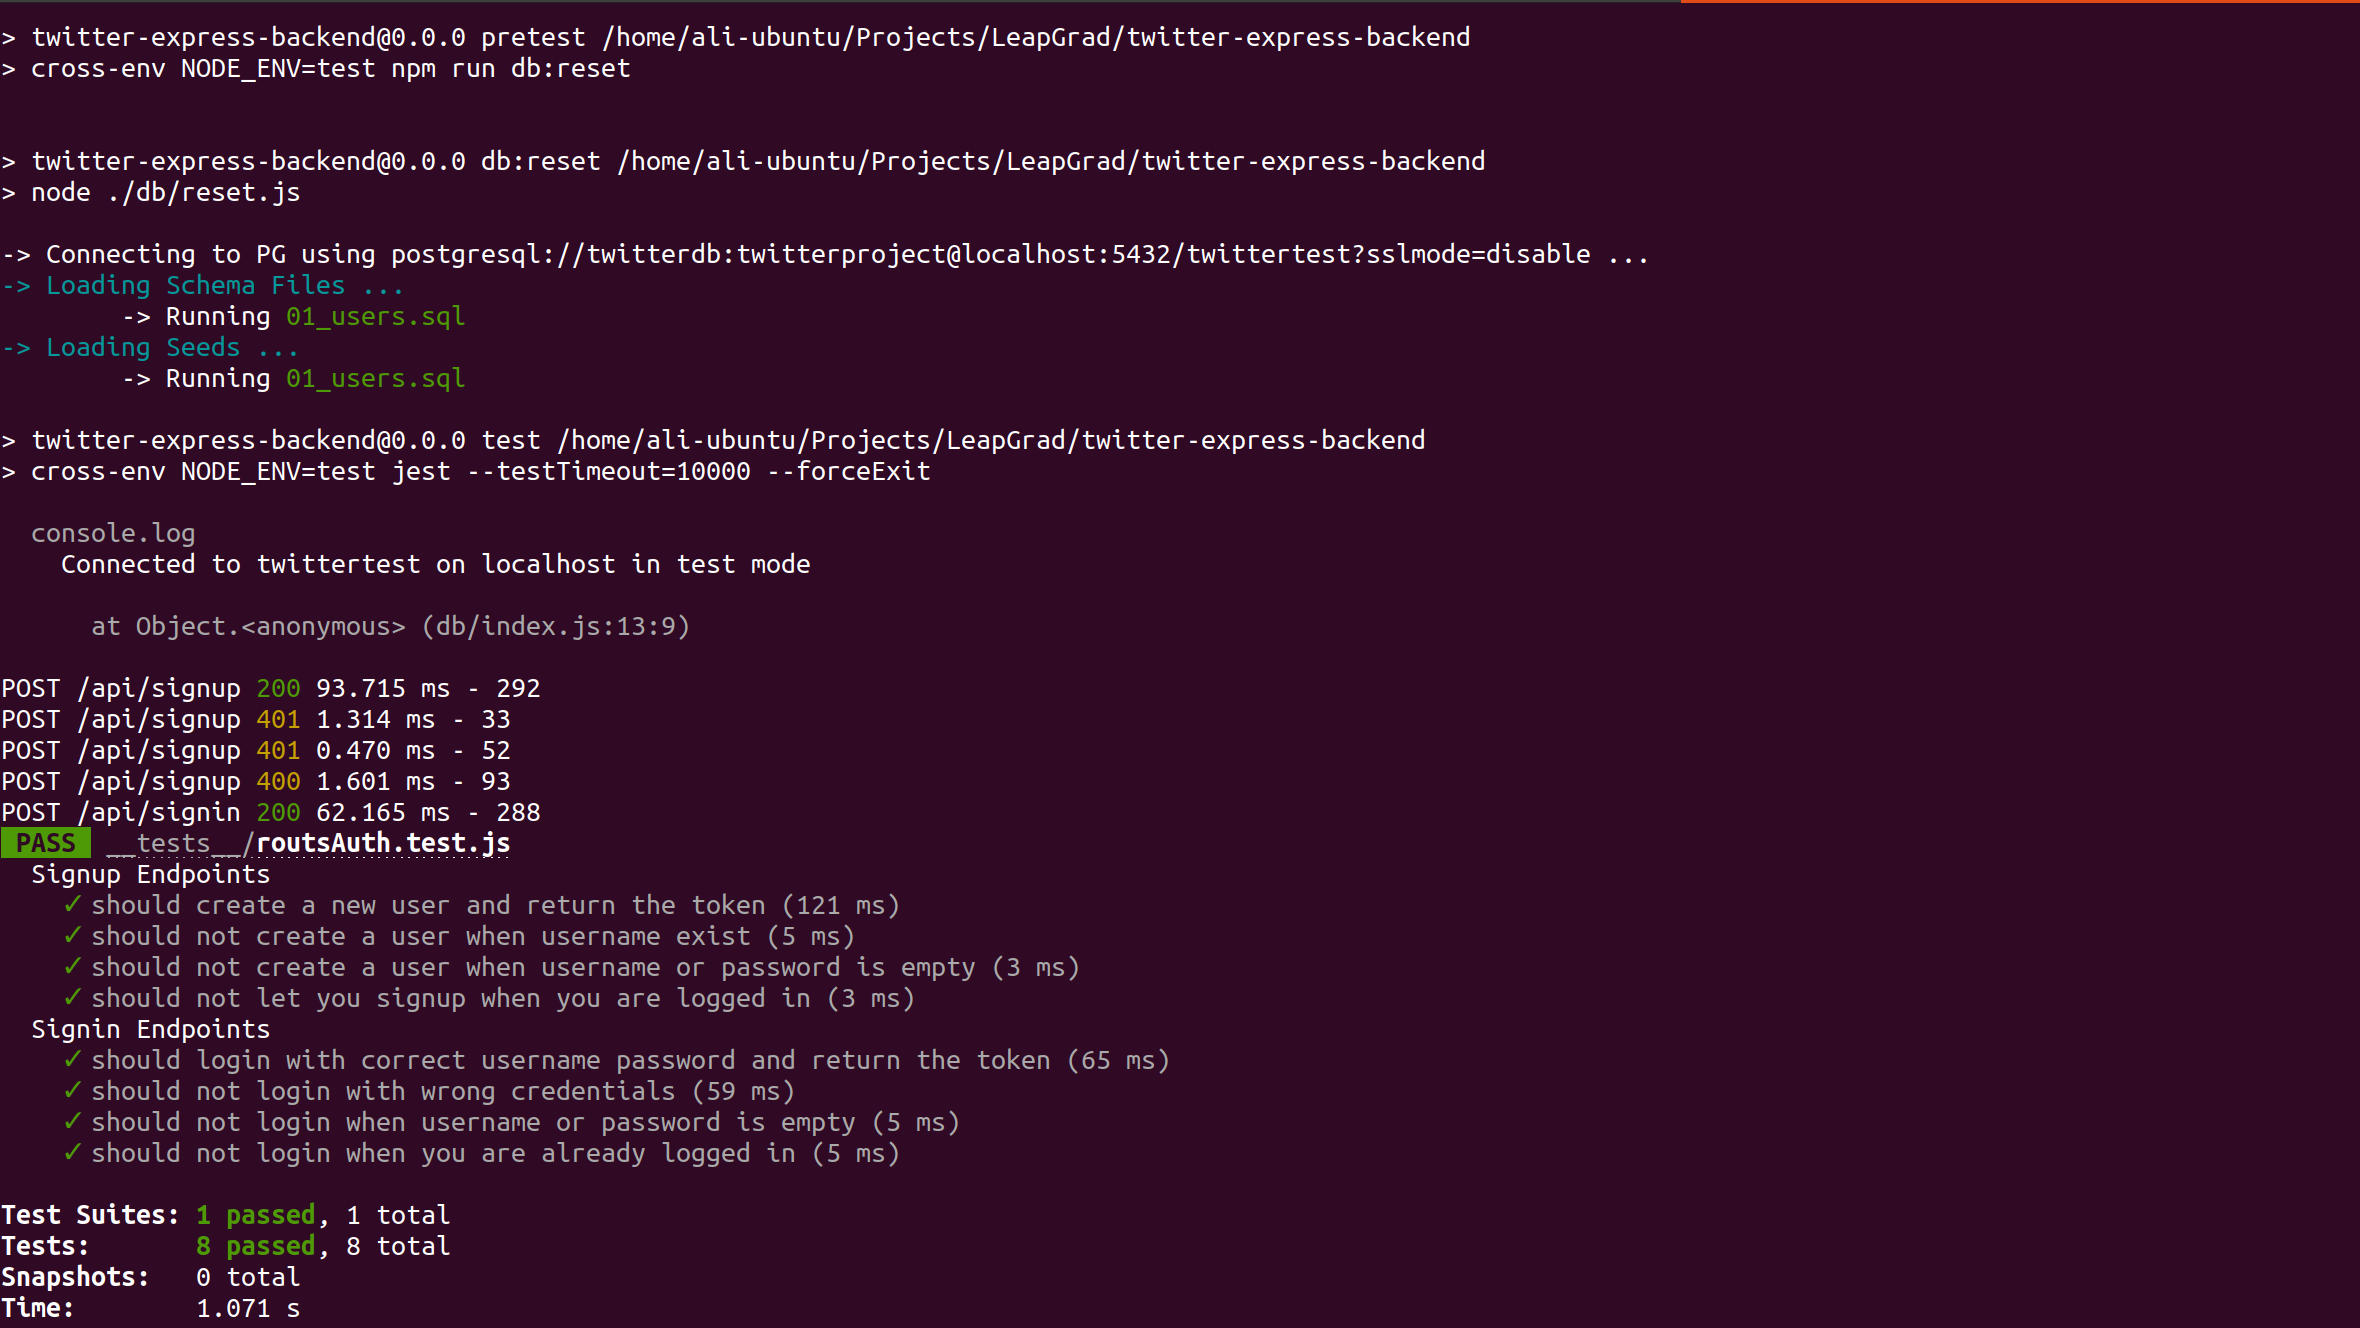 > twitter-express-backend@0.0.0 pretest /home/ali-ubuntu/Projects/LeapGrad/twitter-express-backend
> cross-env NODE_ENV=test npm run db:reset
> twitter-express-backend@0.0.0 db:reset /home/ali-ubuntu/Projects/LeapGrad/twitter-express-backend
> node ./db/reset.js
-> Connecting to PG using postgresql://twitterdb:twitterproject@localhost:5432/twittertest?sslmode=disable ...
-> Loading Schema Files ...
-> Running 01_users.sql
-> Loading Seeds ...
-> Running 01_users.sql
> twitter-express-backend@0.0.0 test /home/ali-ubuntu/Projects/LeapGrad/twitter-express-backend
> cross-env NODE_ENV=test jest --testTimeout=10000 --forceExit
console.log
Connected to twittertest on localhost in test mode
at Object.<anonymous> (db/index.js:13:9)
POST /api/signup 200 93.715 ms - 292
POST /api/signup 401 1.314 ms - 33
POST /api/signup 401 0.470 ms - 52
POST /api/signup 400 1.601 ms - 93
POST /api/signin 200 62.165 ms - 288
PASS __tests__/routsAuth.test.js
Signup Endpoints
✓ should create a new user and return the token (121 ms)
✓ should not create a user when username exist (5 ms)
✓ should not create a user when username or password is empty (3 ms)
✓ should not let you signup when you are logged in (3 ms)
Signin Endpoints
✓ should login with correct username password and return the token (65 ms)
✓ should not login with wrong credentials (59 ms)
✓ should not login when username or password is empty (5 ms)
✓ should not login when you are already logged in (5 ms)
Test Suites: 1 passed, 1 total
Tests: 8 passed, 8 total
Snapshots: 0 total
Time: 1.071 s